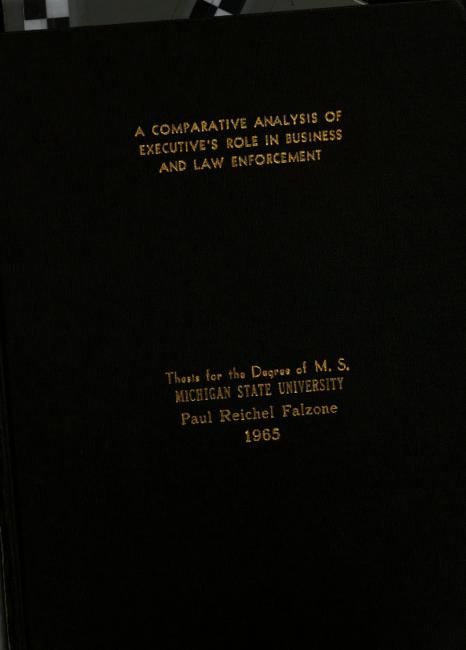 A COMPARATIVE ANALYSIS OF
EXECUTIVE'S ROLE IN BUSINESS
AND LAW ENFORCEMENT
Thesis for the Degree of M. S.
MICHIGAN STATE UNIVERSITY
Paul Reichel Falzone
1965